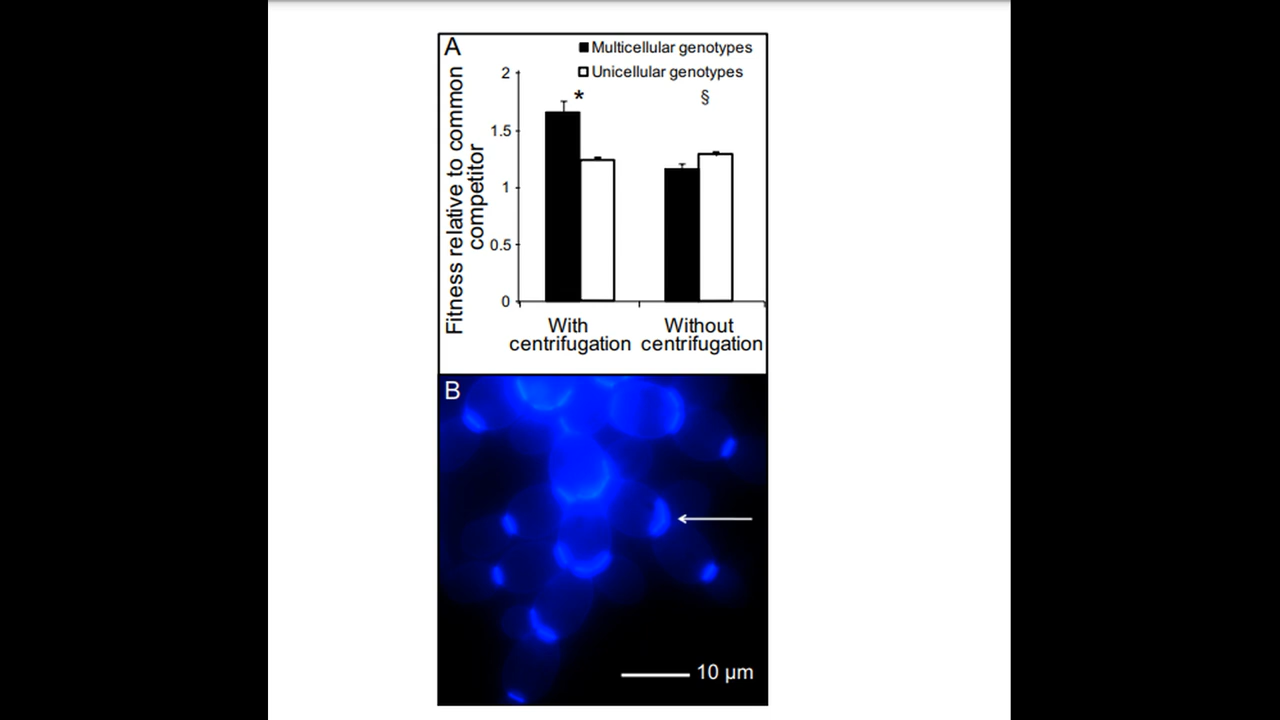 A
Multicellular genotypes
Unicellular genotypes
Fitness relative to common
competitor
2
1.5
1
0.5
0
*
§
With
centrifugation
Without
centrifugation
B
10 µm